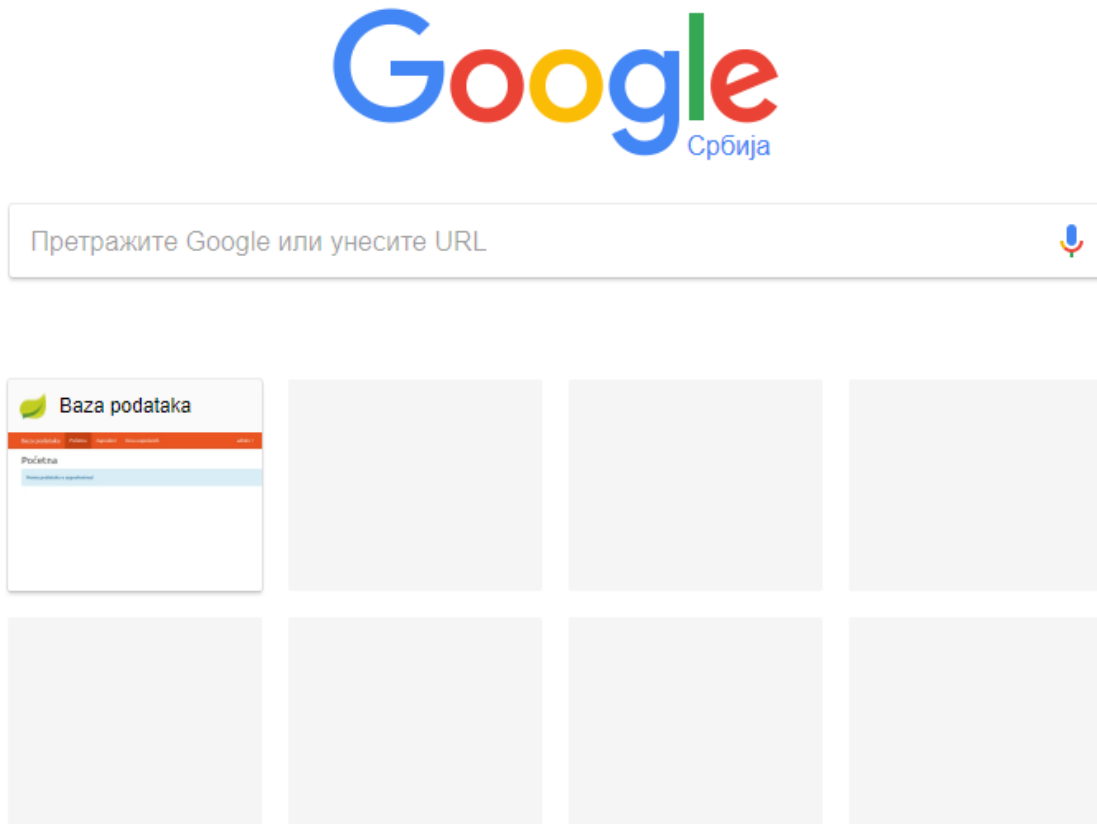 Google
Србија
Претражите Google или унесите URL
Baza podataka
Početna